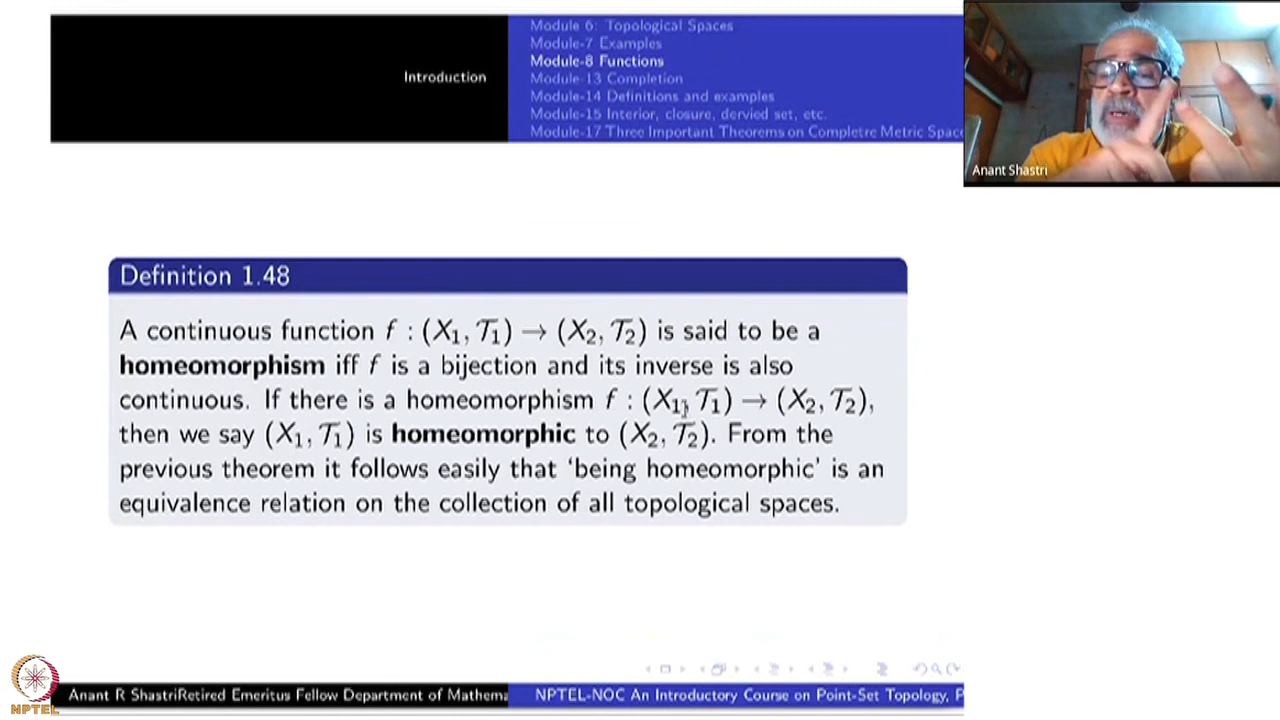 Introduction
Module 6: Topological Spaces
Module-7 Examples
Module-8 Functions
Module-13 Completion
Module-14 Definitions and examples
Module-15 Interior, closure, dervied set, etc.
Module-17 Three Important Theorems on Completre Metric Spac
Anant Shastri
Definition 1.48
A continuous function f : (X₁, 𝒯₁) → (X₂, 𝒯₂) is said to be a
homeomorphism iff f is a bijection and its inverse is also
continuous. If there is a homeomorphism f : (X₁, 𝒯₁) → (X₂, 𝒯₂),
then we say (X₁, 𝒯₁) is homeomorphic to (X₂, 𝒯₂). From the
previous theorem it follows easily that ‘being homeomorphic’ is an
equivalence relation on the collection of all topological spaces.
Anant R ShastriRetired Emeritus Fellow Department of Mathema
NPTEL-NOC An Introductory Course on Point-Set Topology, P
NPTEL